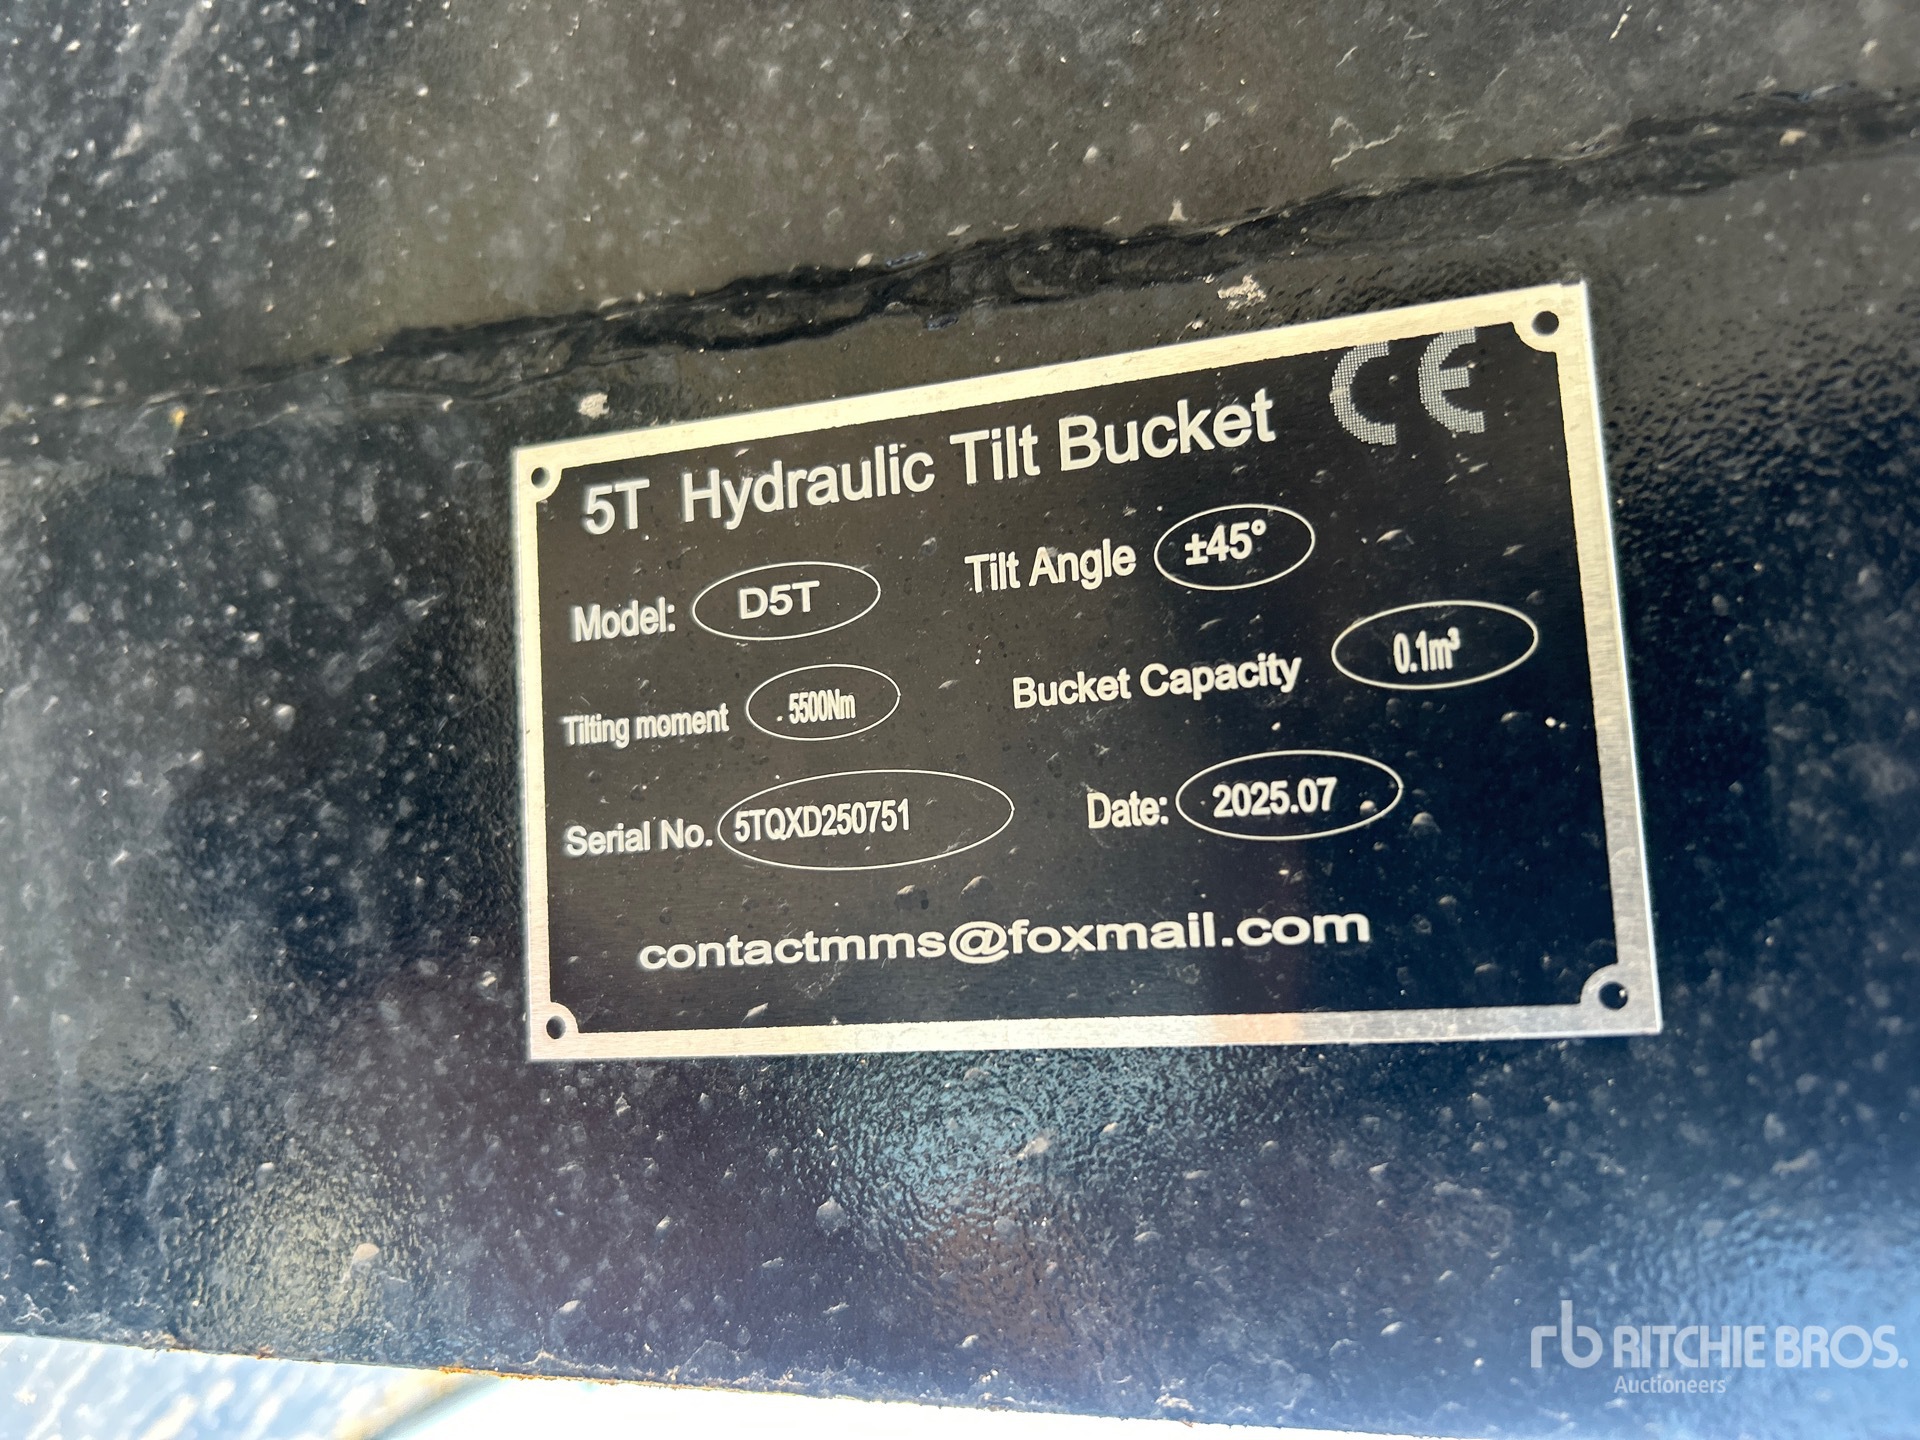 5T Hydraulic Tilt Bucket CE
Model: D5T Tilt Angle ±45°
Tilting moment 5500Nm Bucket Capacity 0.1m³
Serial No. 5TQXD250751 Date: 2025.07
contactmms@foxmail.com
rb RITCHIE BROS.
Auctioneers